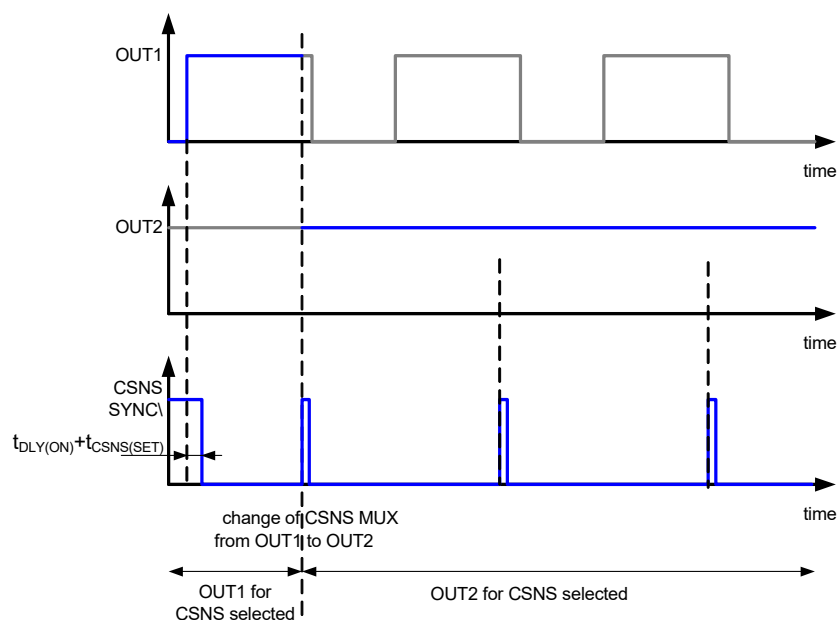 OUT1
time
OUT2
time
CSNS
SYNC\
tDLY(ON)+tCSNS(SET)
time
change of CSNS MUX
from OUT1 to OUT2
OUT1 for
CSNS selected
OUT2 for CSNS selected